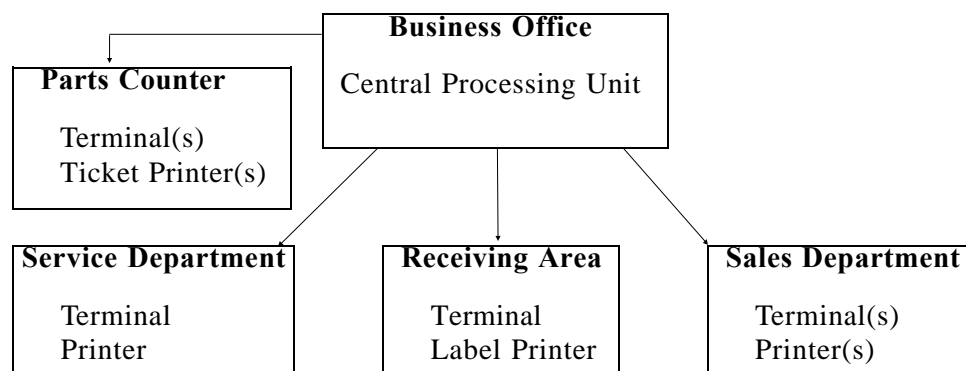 Business Office
Central Processing Unit
Parts Counter
Terminal(s)
Ticket Printer(s)
Service Department
Terminal
Printer
Receiving Area
Terminal
Label Printer
Sales Department
Terminal(s)
Printer(s)